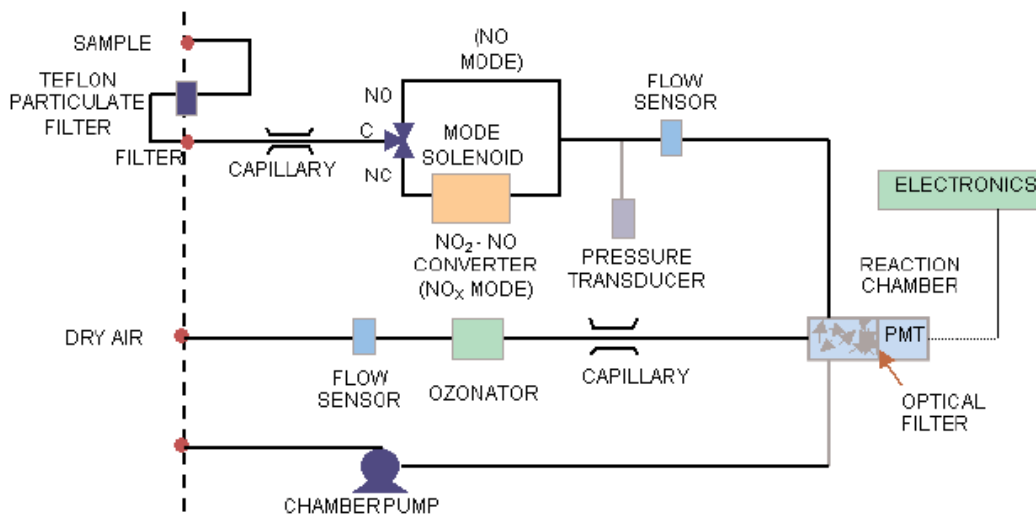 SAMPLE
TEFLON
PARTICULATE
FILTER
FILTER
CAPILLARY
NO
C
NC
(NO
MODE)
MODE
SOLENOID
NO₂ - NO
CONVERTER
(NOₓ MODE)
FLOW
SENSOR
PRESSURE
TRANSDUCER
ELECTRONICS
REACTION
CHAMBER
PMT
OPTICAL
FILTER
DRY AIR
FLOW
SENSOR
OZONATOR
CAPILLARY
CHAMBER PUMP